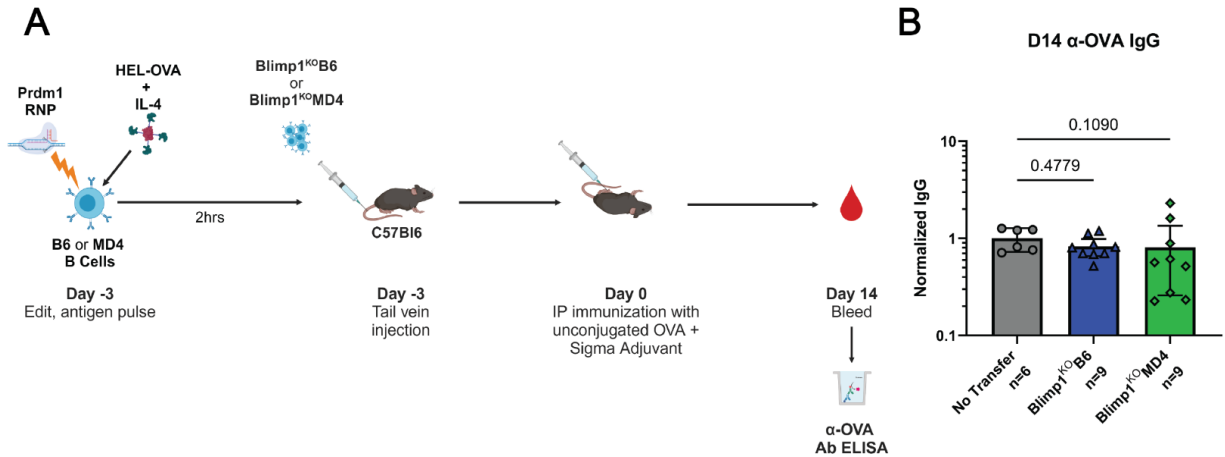 A
Prdm1
RNP
HEL-OVA
+
IL-4
B6 or MD4
B Cells
Day -3
Edit, antigen pulse
2hrs
Blimp1ᴷᴼB6
or
Blimp1ᴷᴼMD4
C57Bl6
Day -3
Tail vein
injection
Day 0
IP immunization with
unconjugated OVA +
Sigma Adjuvant
Day 14
Bleed
α-OVA
Ab ELISA
B
D14 α-OVA IgG
Normalized IgG
10
1
0.1
0.1090
0.4779
No Transfer
n=6
Blimp1ᴷᴼB6
n=9
Blimp1ᴷᴼMD4
n=9